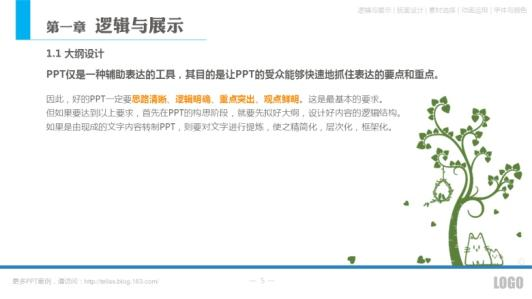 逻辑与展示 | 版面设计 | 素材选择 | 动画运用 | 字体与颜色
第一章 逻辑与展示
1.1 大纲设计
PPT仅是一种辅助表达的工具，其目的是让PPT的受众能够快速地抓住表达的要点和重点。
因此，好的PPT一定要思路清晰、逻辑明确、重点突出、观点鲜明。这是最基本的要求。
但如果要达到以上要求，首先在PPT的构思阶段，就要先拟好大纲，设计好内容的逻辑结构。
如果是由现成的文字内容转制PPT，则要对文字进行提炼，使之精简化，层次化，框架化。
更多PPT案例，请访问：http://teliss.blog.163.com/
— 5 —
LOGO